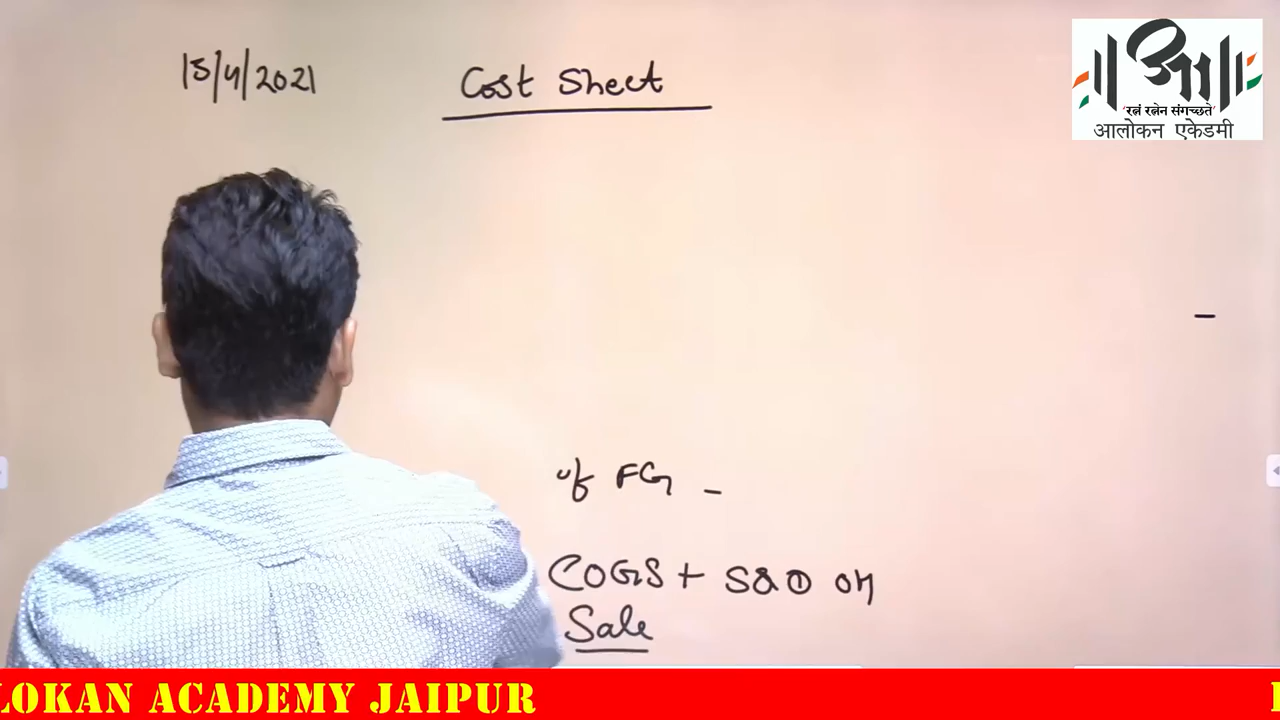 15/4/2021
Cost Sheet
"रत्नं रत्नेन संगच्छते"
आलोकन एकेडमी
of FG -
COGS + S&D OH
Sale
LOKAN ACADEMY JAIPUR